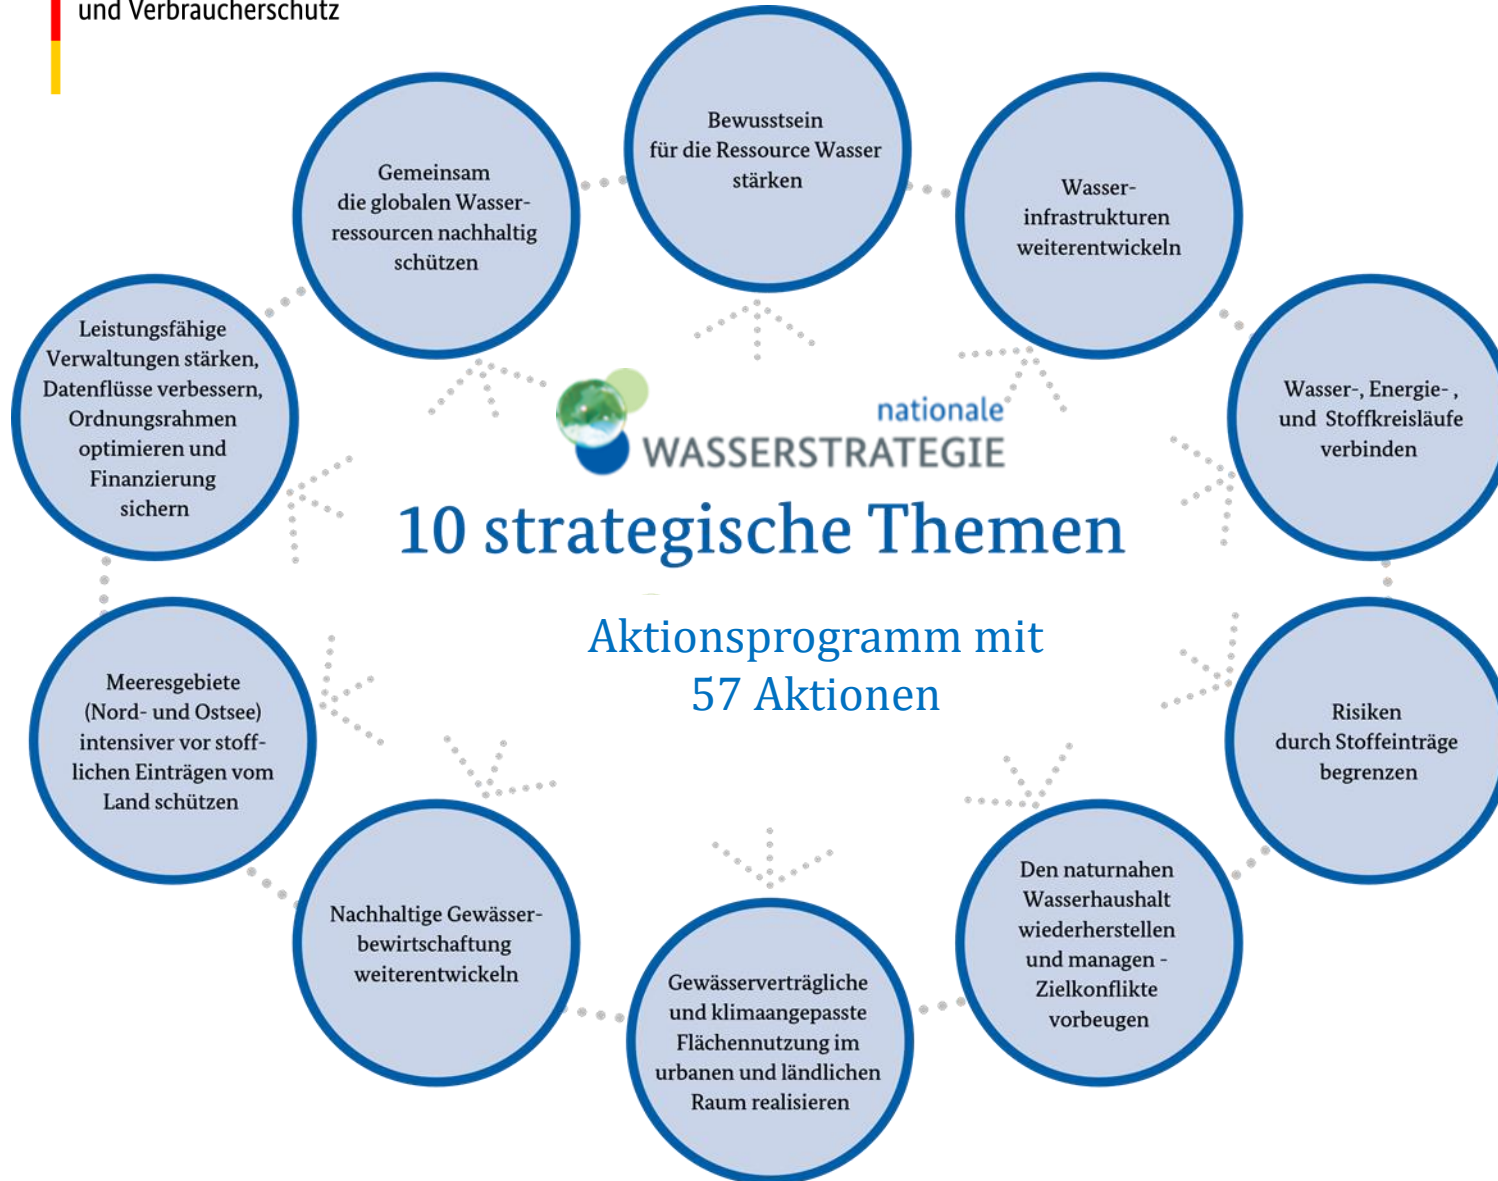 und Verbraucherschutz
Bewusstsein
für die Ressource Wasser
stärken
Wasser-
infrastrukturen
weiterentwickeln
Wasser-, Energie- ,
und Stoffkreisläufe
verbinden
Risiken
durch Stoffeinträge
begrenzen
Den naturnahen
Wasserhaushalt
wiederherstellen
und managen -
Zielkonflikte
vorbeugen
Gewässerverträgliche
und klimaangepasste
Flächennutzung im
urbanen und ländlichen
Raum realisieren
Nachhaltige Gewässer-
bewirtschaftung
weiterentwickeln
Meeresgebiete
(Nord- und Ostsee)
intensiver vor stoff-
lichen Einträgen vom
Land schützen
Leistungsfähige
Verwaltungen stärken,
Datenflüsse verbessern,
Ordnungsrahmen
optimieren und
Finanzierung
sichern
Gemeinsam
die globalen Wasser-
ressourcen nachhaltig
schützen
nationale
WASSERSTRATEGIE
10 strategische Themen
Aktionsprogramm mit
57 Aktionen